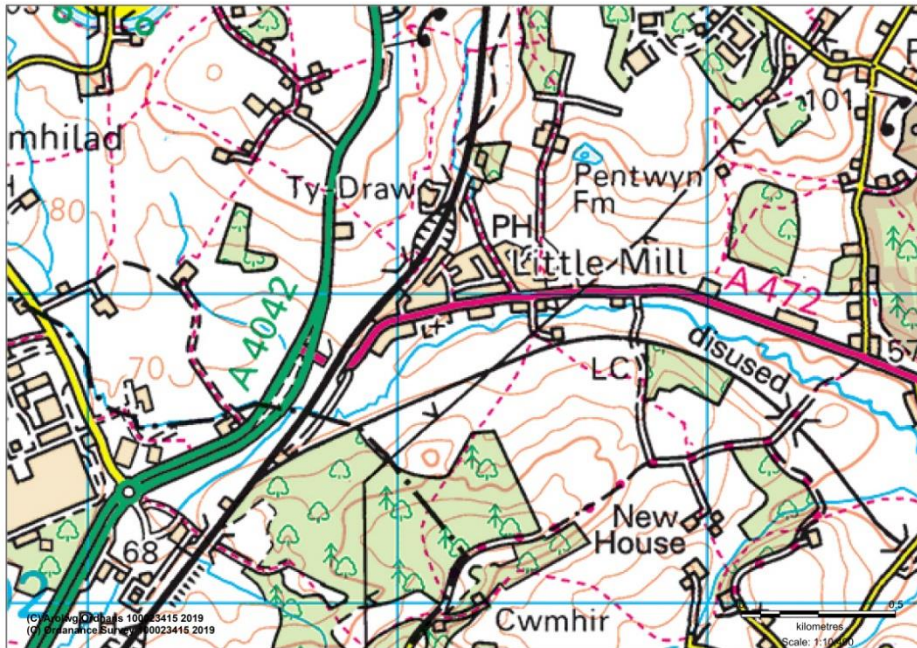 mhilad
101
Ty Draw
Pentwyn
Fm
80
PH
Little Mill
A 4042
A 472
70
LC
disused
57
68
New
House
Cwmhir
0.5
kilometres
(C) Ordnance Survey 100023415 2019